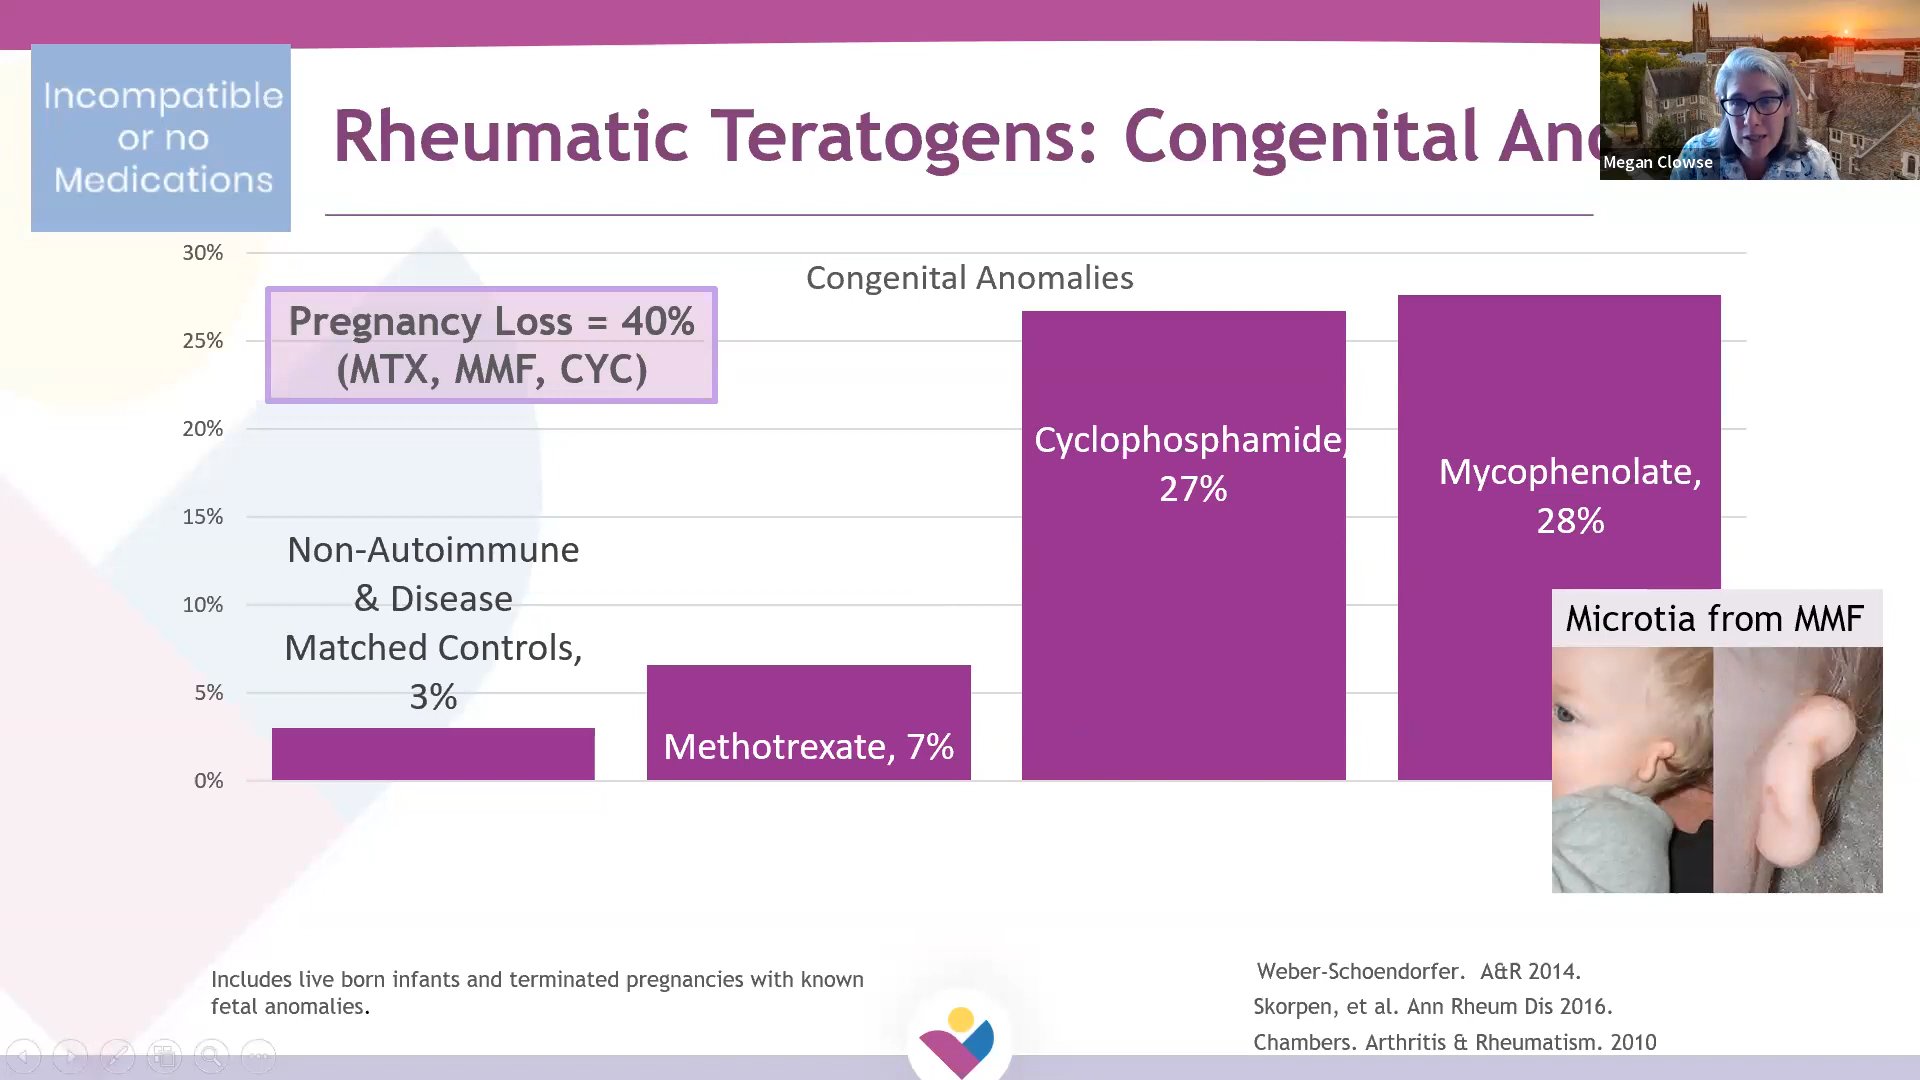 Incompatible
or no
Medications
Rheumatic Teratogens: Congenital
Megan Clowse
Congenital Anomalies
30%
25%
20%
15%
10%
5%
0%
Pregnancy Loss = 40%
(MTX, MMF, CYC)
Non-Autoimmune
& Disease
Matched Controls,
3%
Methotrexate, 7%
Cyclophosphamide,
27%
Mycophenolate,
28%
Microtia from MMF
Includes live born infants and terminated pregnancies with known
fetal anomalies.
Weber-Schoendorfer. A&R 2014.
Skorpen, et al. Ann Rheum Dis 2016.
Chambers. Arthritis & Rheumatism. 2010